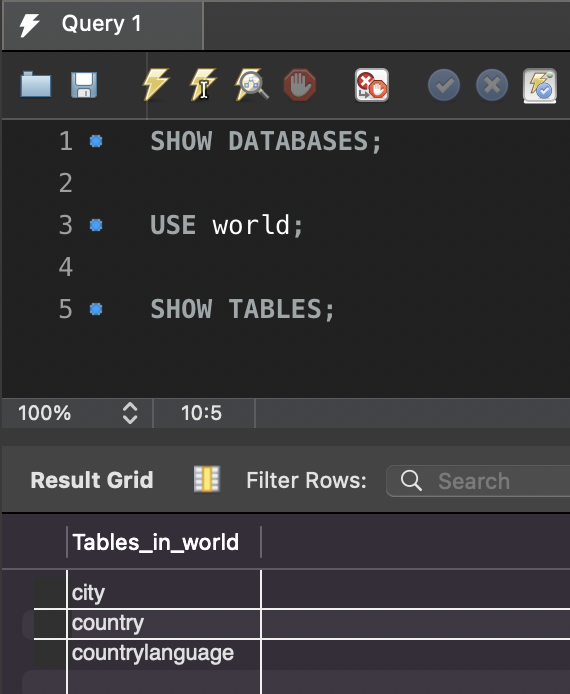 Query 1
1 SHOW DATABASES;
2
3 USE world;
4
5 SHOW TABLES;
100% 10:5
Result Grid Filter Rows: Search
Tables_in_world
city
country
countrylanguage